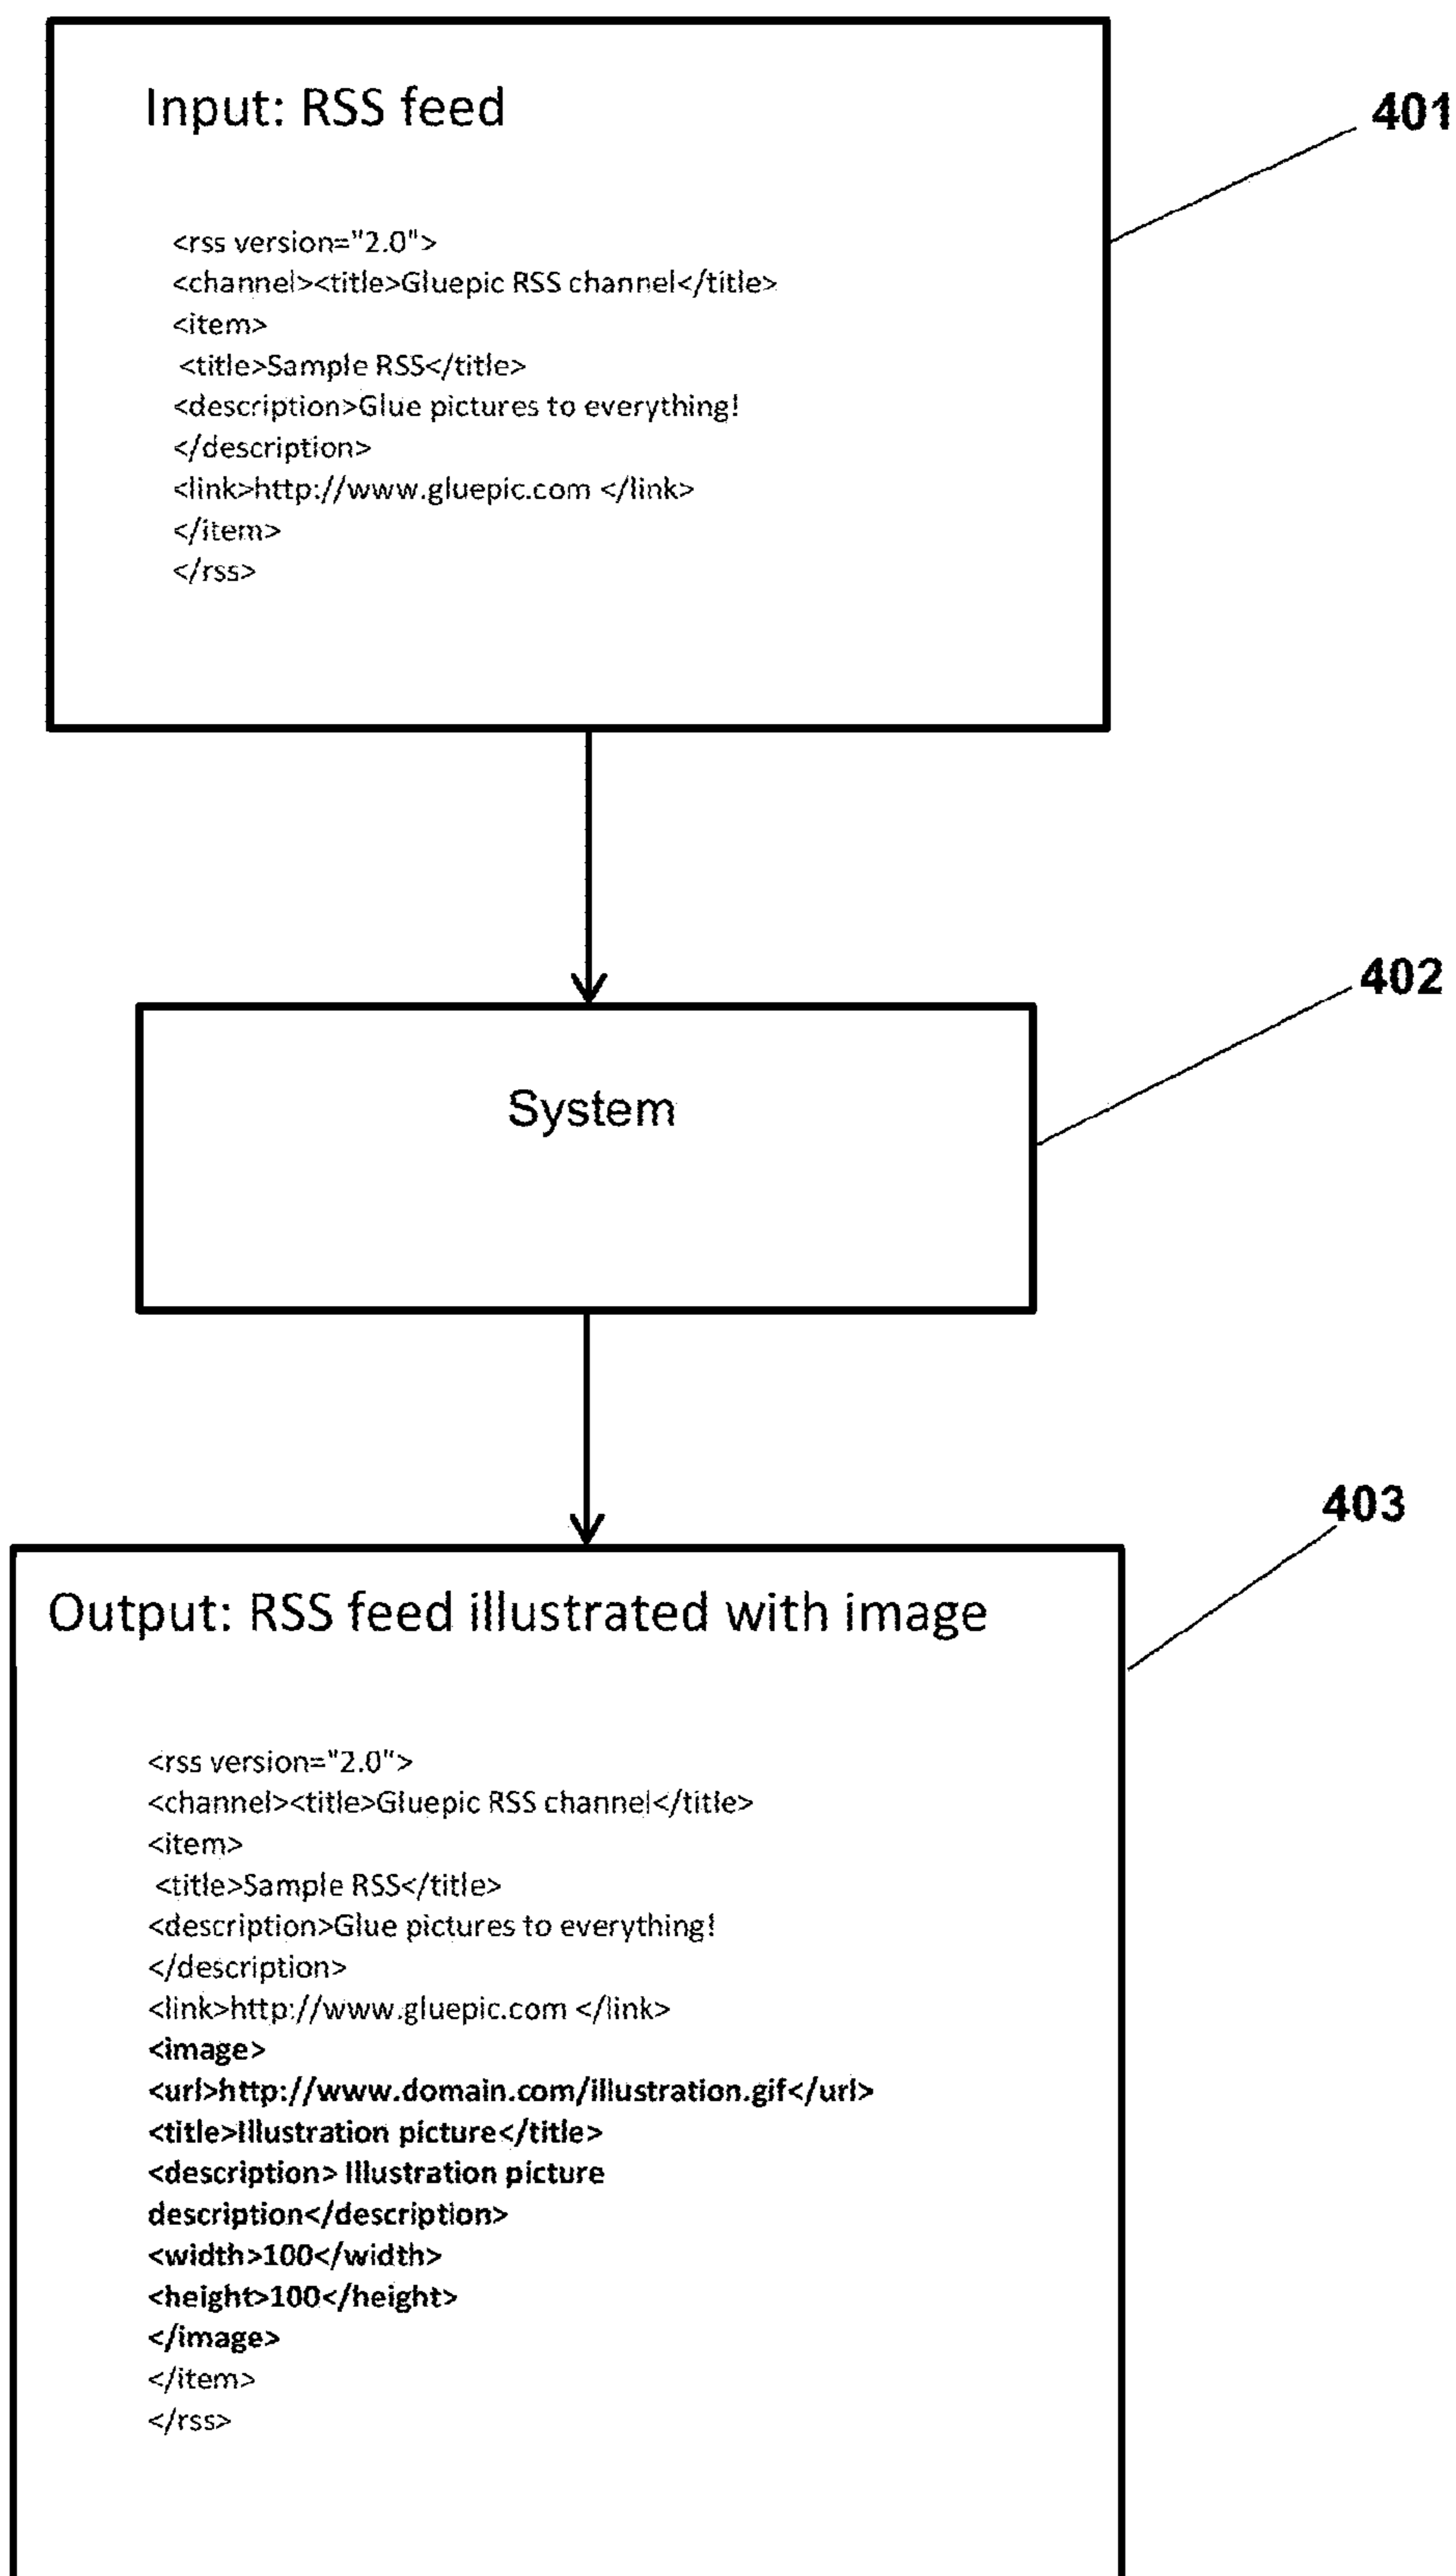 Input: RSS feed
401
<rss version="2.0">
<channel><title>Gluepic RSS channel</title>
<item>
<title>Sample RSS</title>
<description>Glue pictures to everything!
</description>
<link>http://www.gluepic.com </link>
</item>
</rss>
402
System
403
Output: RSS feed illustrated with image
<rss version="2.0">
<channel><title>Gluepic RSS channel</title>
<item>
<title>Sample RSS</title>
<description>Glue pictures to everything!
</description>
<link>http://www.gluepic.com </link>
<image>
<url>http://www.domain.com/illustration.gif</url>
<title>Illustration picture</title>
<description> Illustration picture
description</description>
<width>100</width>
<height>100</height>
</image>
</item>
</rss>